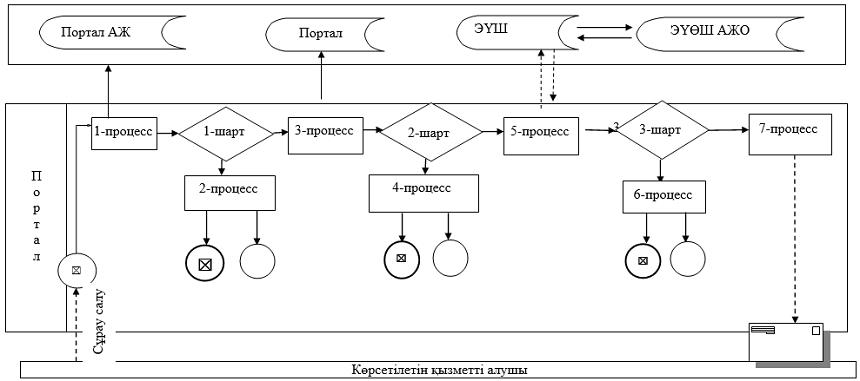 Портал АЖ
Портал
ЭҮШ
ЭҮӨШ АЖО
1-процесс
1-шарт
3-процесс
2-шарт
5-процесс
?
3-шарт
7-процесс
2-процесс
4-процесс
6-процесс
Портал
Сұрау салу
Көрсетілетін қызметті алушы